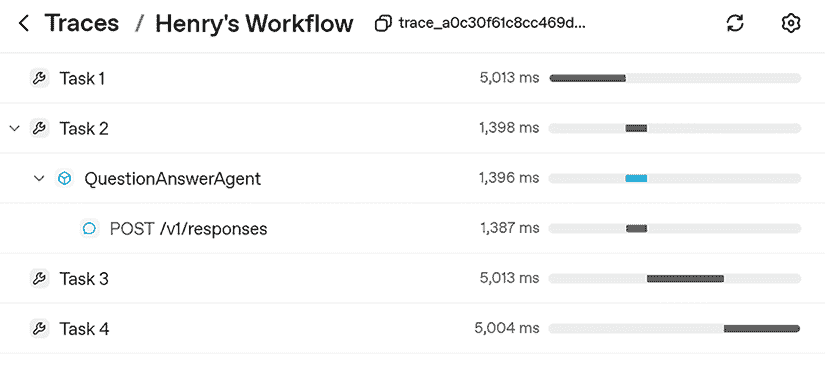 Traces / Henry's Workflow trace_a0c30f61c8cc469d...
Task 1 5,013 ms
Task 2 1,398 ms
QuestionAnswerAgent 1,396 ms
POST /v1/responses 1,387 ms
Task 3 5,013 ms
Task 4 5,004 ms